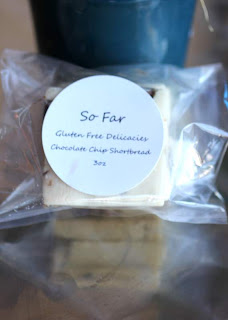 So Far
Gluten Free Delicacies
Chocolate Chip Shortbread
3oz